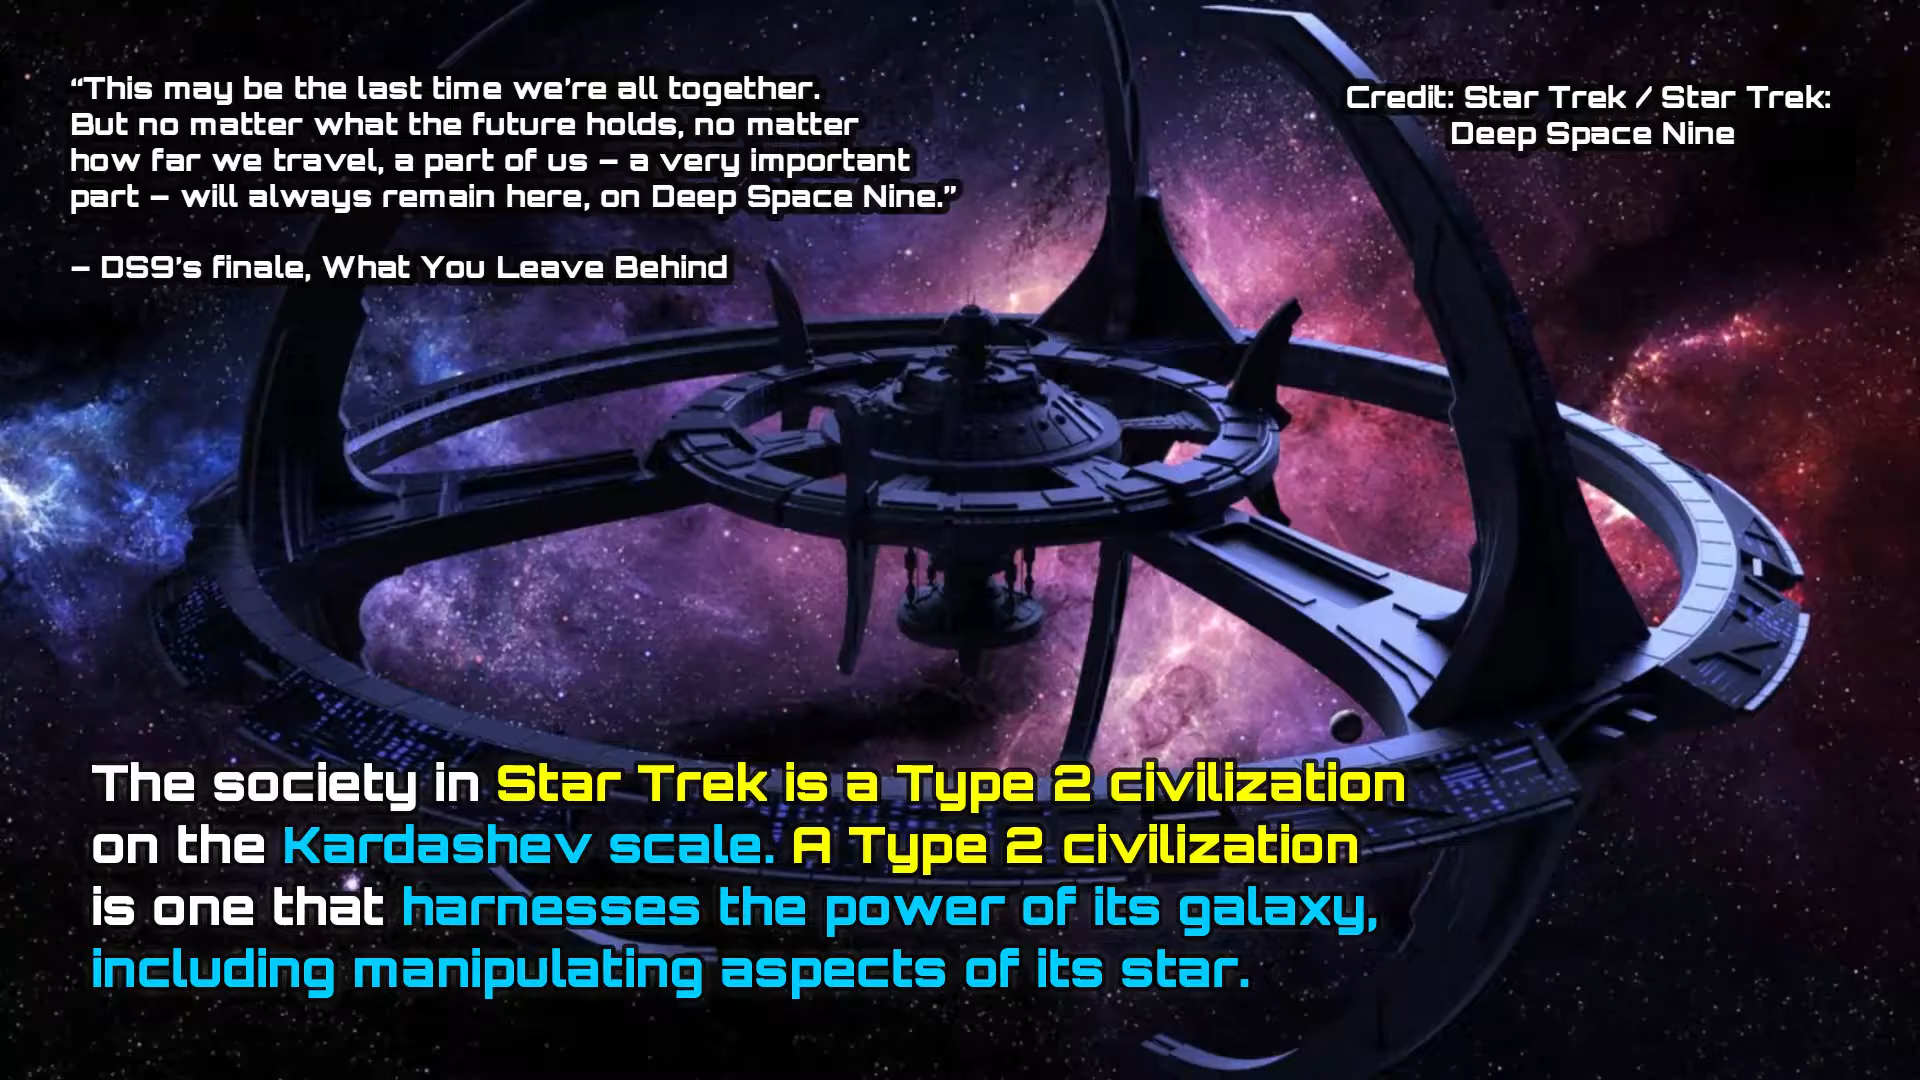 “This may be the last time we’re all together.
But no matter what the future holds, no matter
how far we travel, a part of us – a very important
part – will always remain here, on Deep Space Nine.”
– DS9’s finale, What You Leave Behind
Credit: Star Trek / Star Trek:
Deep Space Nine
The society in Star Trek is a Type 2 civilization
on the Kardashev scale. A Type 2 civilization
is one that harnesses the power of its galaxy,
including manipulating aspects of its star.